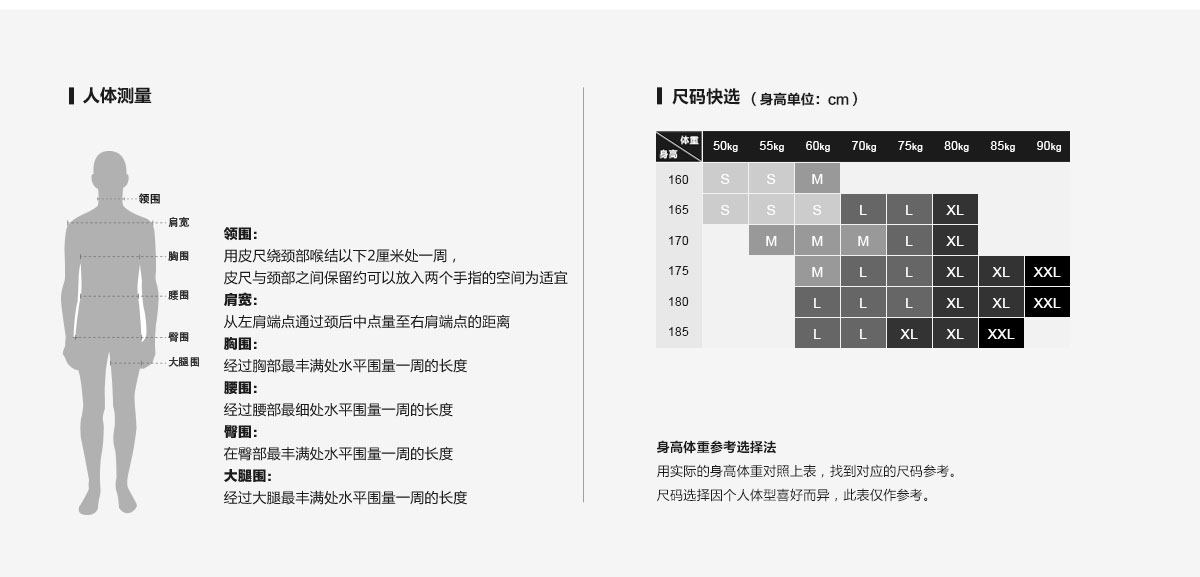 人体测量
领围
肩宽
胸围
腰围
臀围
大腿围
领围：
用皮尺绕颈部喉结以下2厘米处一周，
皮尺与颈部之间保留约可以放入两个手指的空间为适宜
肩宽：
从左肩端点通过颈后中点量至右肩端点的距离
胸围：
经过胸部最丰满处水平围量一周的长度
腰围：
经过腰部最细处水平围量一周的长度
臀围：
在臀部最丰满处水平围量一周的长度
大腿围：
经过大腿最丰满处水平围量一周的长度
尺码快选（身高单位：cm）
体重 身高 50kg 55kg 60kg 70kg 75kg 80kg 85kg 90kg
160 S S M
165 S S S L L XL
170 M M M L XL
175 M L L XL XL XXL
180 L L L XL XL XXL
185 L L XL XL XXL
身高体重参考选择法
用实际的身高体重对照上表，找到对应的尺码参考。
尺码选择因个人体型喜好而异，此表仅作参考。